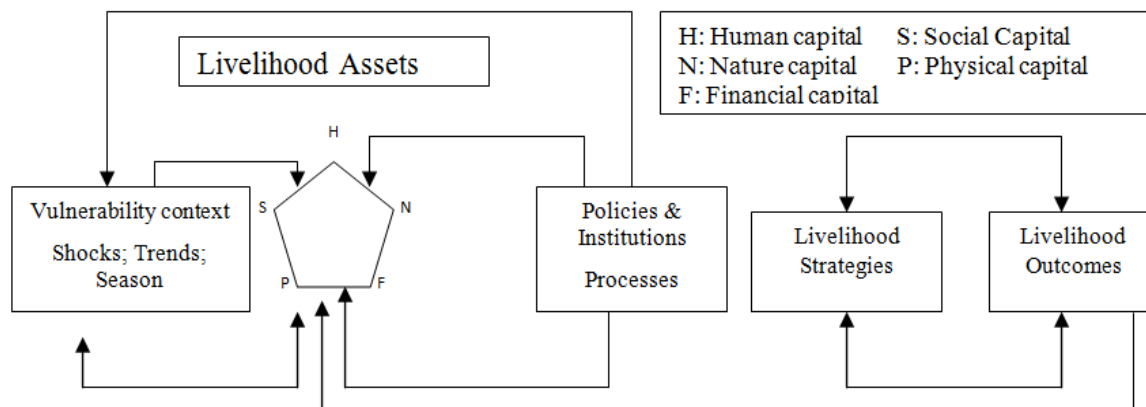 Livelihood Assets
H: Human capital S: Social Capital
N: Nature capital P: Physical capital
F: Financial capital
H
S
N
P
F
Vulnerability context
Shocks; Trends;
Season
Policies &
Institutions
Processes
Livelihood
Strategies
Livelihood
Outcomes